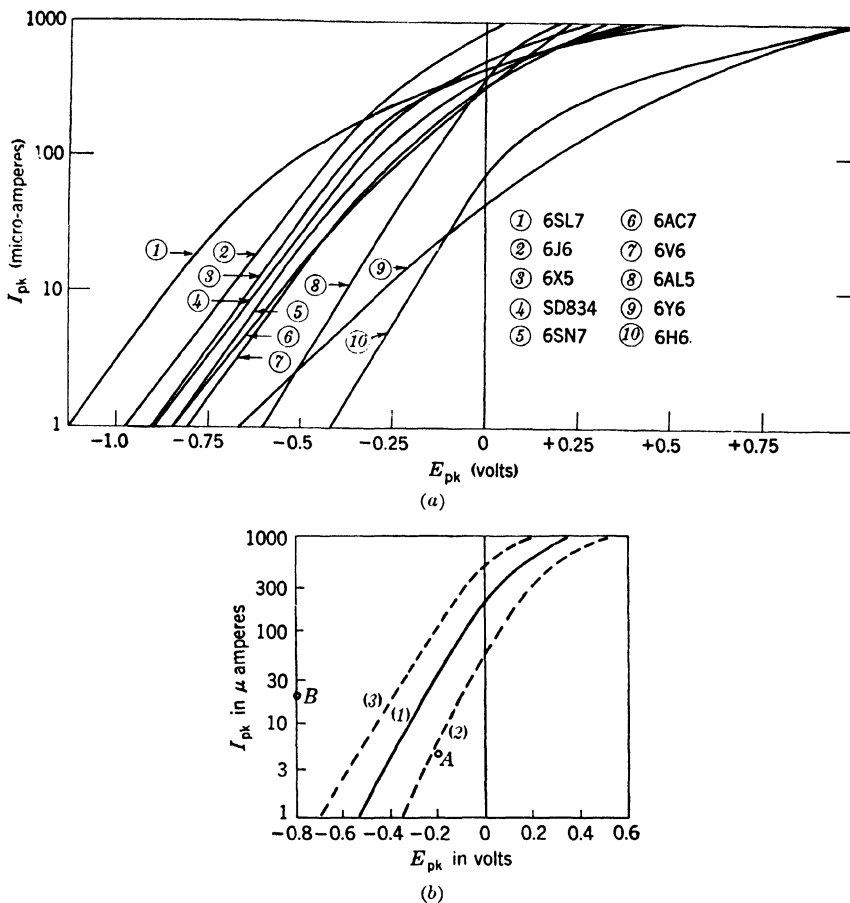 1000
100
10
1
I_pk (micro-amperes)
① ② ③ ④ ⑤ ⑥ ⑦ ⑧ ⑨ ⑩
① 6SL7 ⑥ 6AC7
② 6J6 ⑦ 6V6
③ 6X5 ⑧ 6AL5
④ SD834 ⑨ 6Y6
⑤ 6SN7 ⑩ 6H6.
−1.0 −0.75 −0.5 −0.25 0 +0.25 +0.5 +0.75
E_pk (volts)
(a)
1000
300
100
30
10
3
1
I_pk in μ amperes
B
(3) (1) (2)
A
−0.8 −0.6 −0.4 −0.2 0 0.2 0.4 0.6
E_pk in volts
(b)